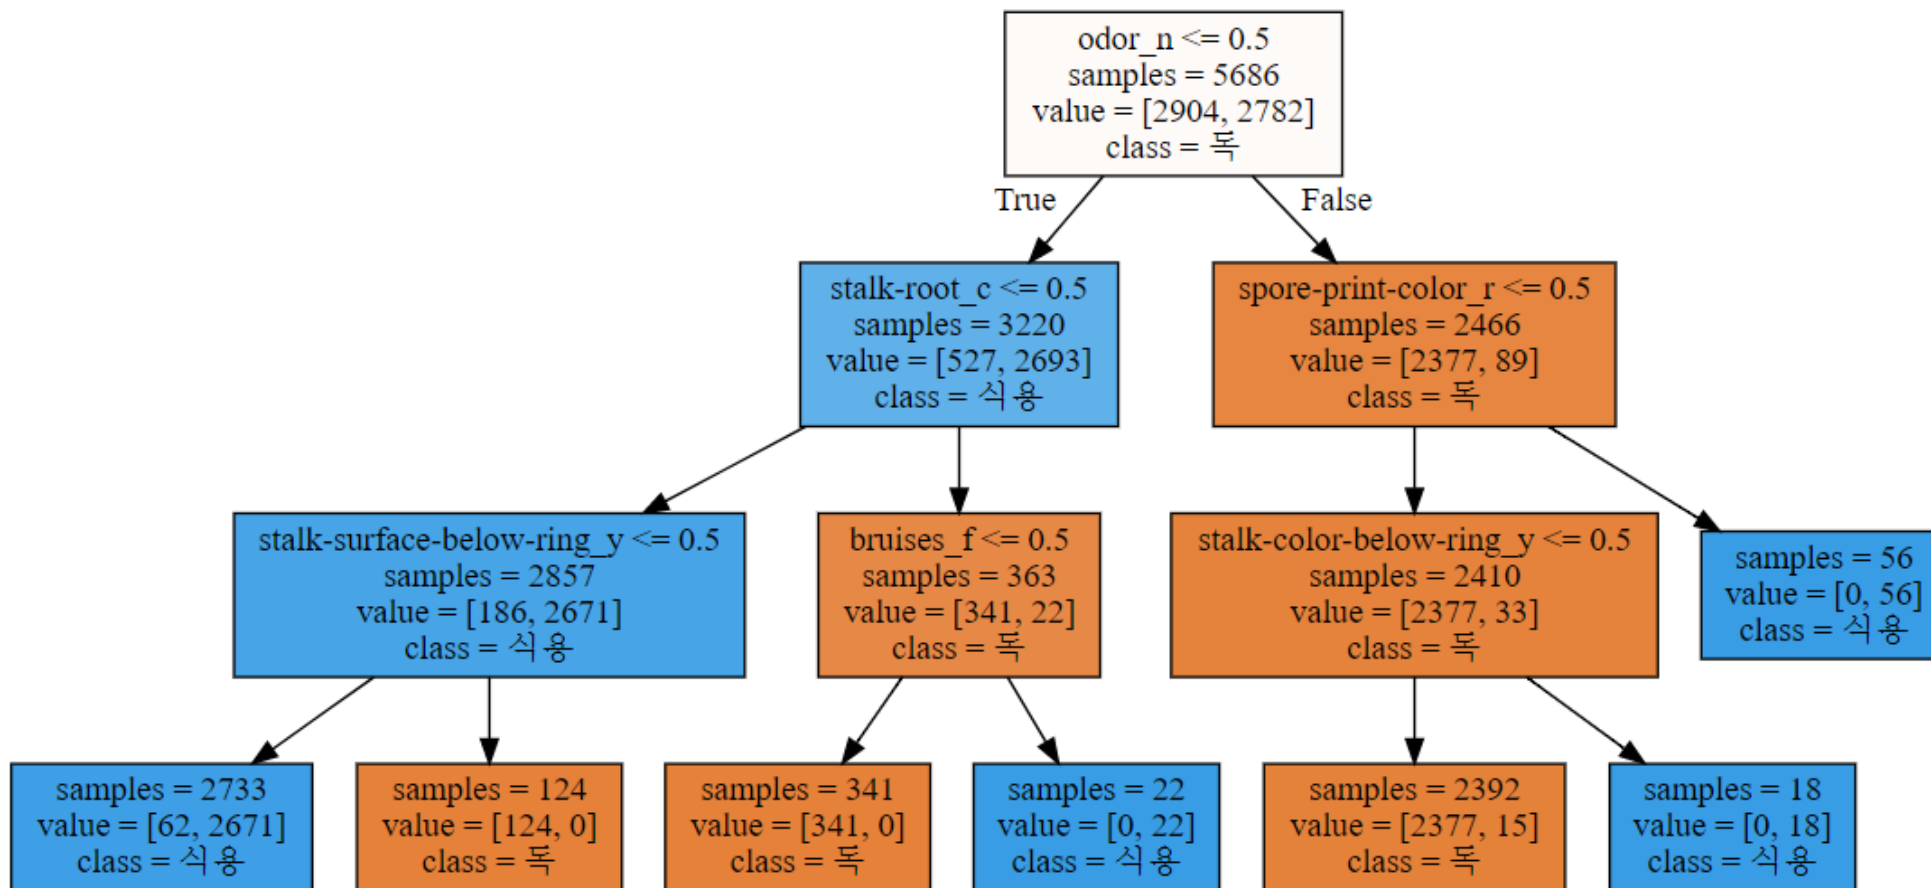 odor_n <= 0.5
samples = 5686
value = [2904, 2782]
class = 독
True
False
stalk-root_c <= 0.5
samples = 3220
value = [527, 2693]
class = 식용
spore-print-color_r <= 0.5
samples = 2466
value = [2377, 89]
class = 독
stalk-surface-below-ring_y <= 0.5
samples = 2857
value = [186, 2671]
class = 식용
bruises_f <= 0.5
samples = 363
value = [341, 22]
class = 독
stalk-color-below-ring_y <= 0.5
samples = 2410
value = [2377, 33]
class = 독
samples = 56
value = [0, 56]
class = 식용
samples = 2733
value = [62, 2671]
class = 식용
samples = 124
value = [124, 0]
class = 독
samples = 341
value = [341, 0]
class = 독
samples = 22
value = [0, 22]
class = 식용
samples = 2392
value = [2377, 15]
class = 독
samples = 18
value = [0, 18]
class = 식용